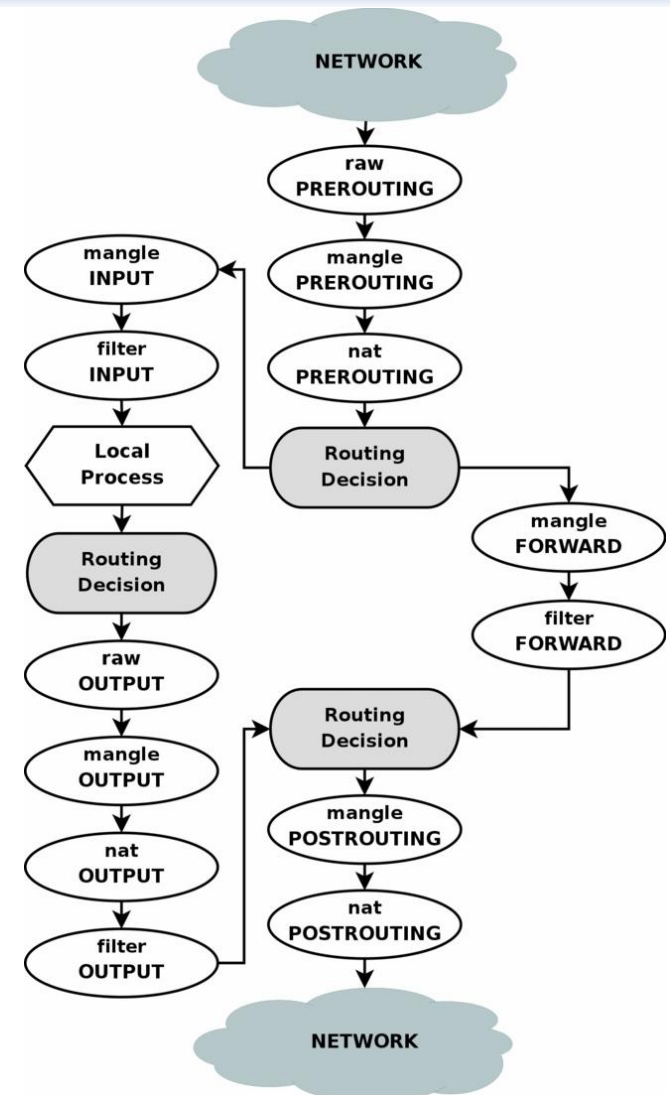 NETWORK
raw
PREROUTING
mangle
PREROUTING
nat
PREROUTING
Routing
Decision
mangle
INPUT
filter
INPUT
Local
Process
Routing
Decision
raw
OUTPUT
mangle
OUTPUT
nat
OUTPUT
filter
OUTPUT
mangle
FORWARD
filter
FORWARD
Routing
Decision
mangle
POSTROUTING
nat
POSTROUTING
NETWORK